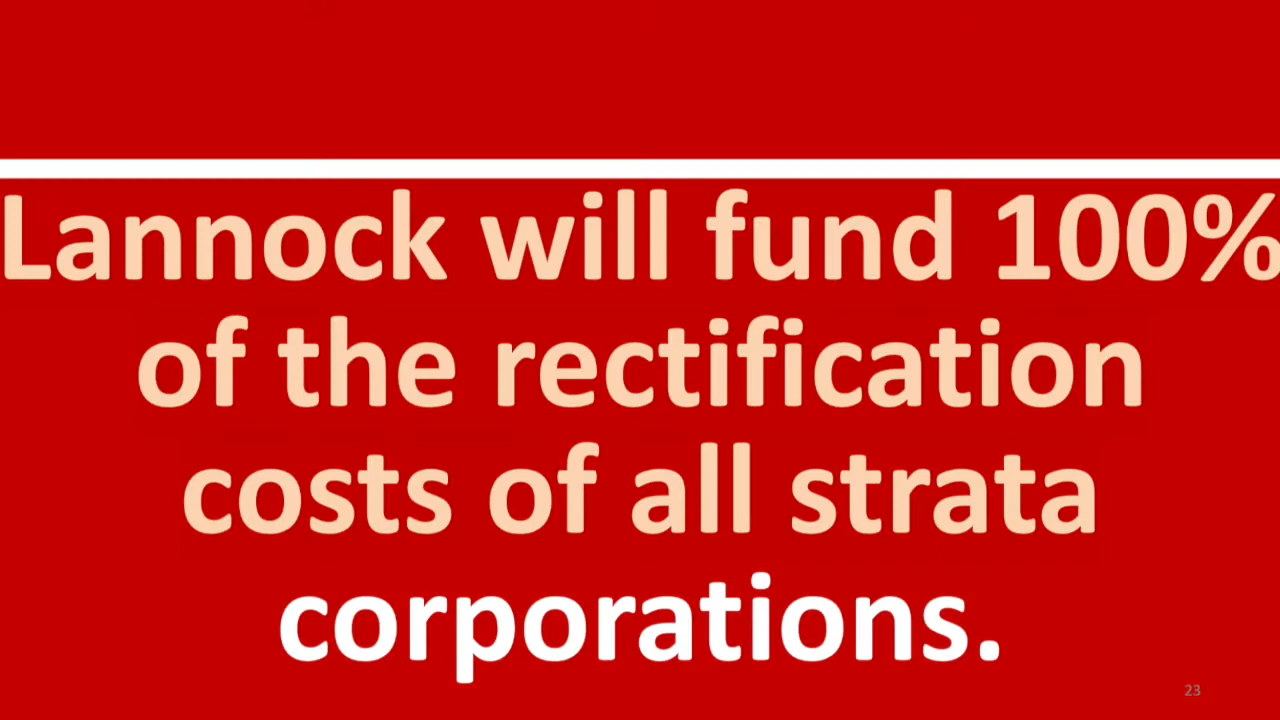 Lannock will fund 100%
of the rectification
costs of all strata
corporations.
23